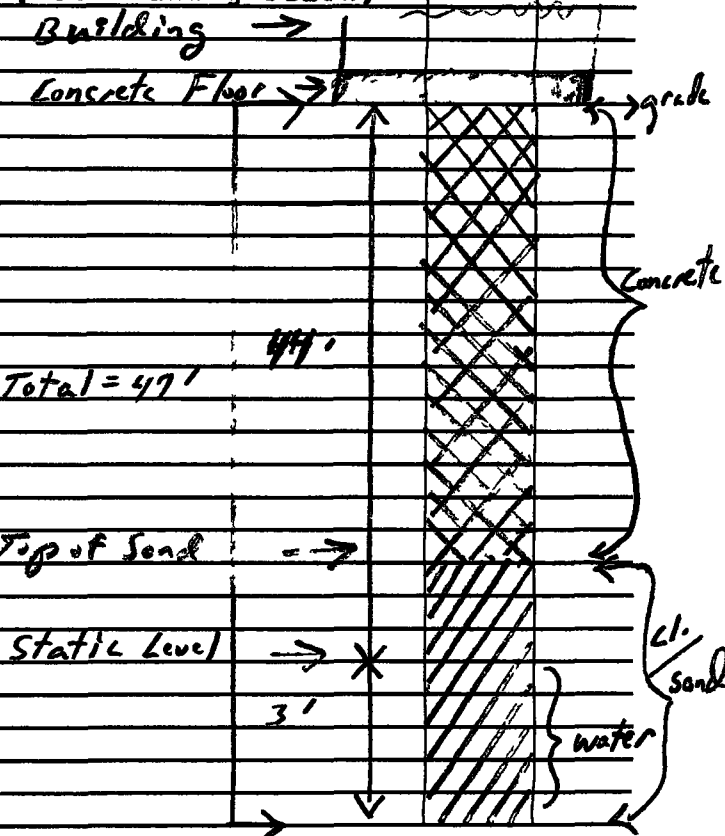 Building
Concrete Floor
grade
Concrete
44'
Total = 47'
Top of Sand
Static Level
cl.
sand
3'
water